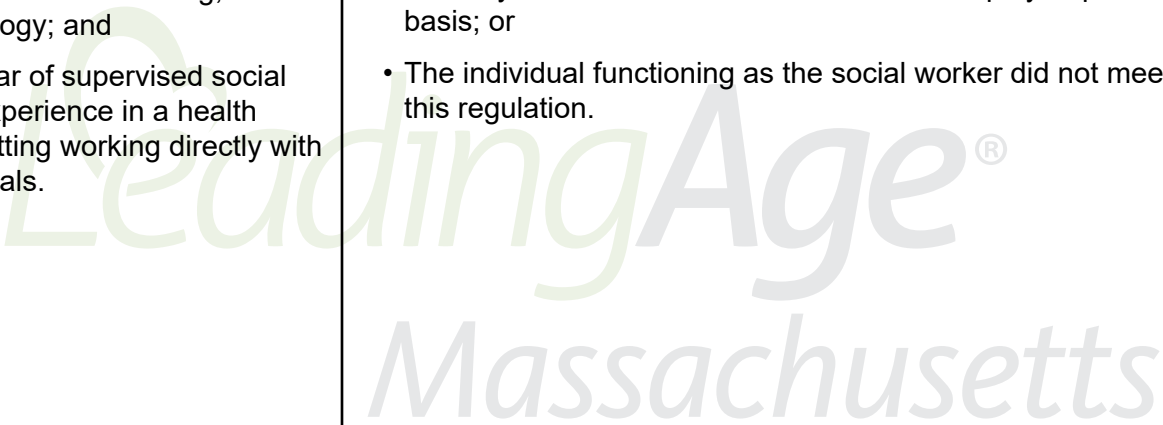 ogy; and
ar of supervised social
perience in a health
tting working directly with
als.
basis; or
• The individual functioning as the social worker did not mee
this regulation.
LeadingAge®
Massachusetts